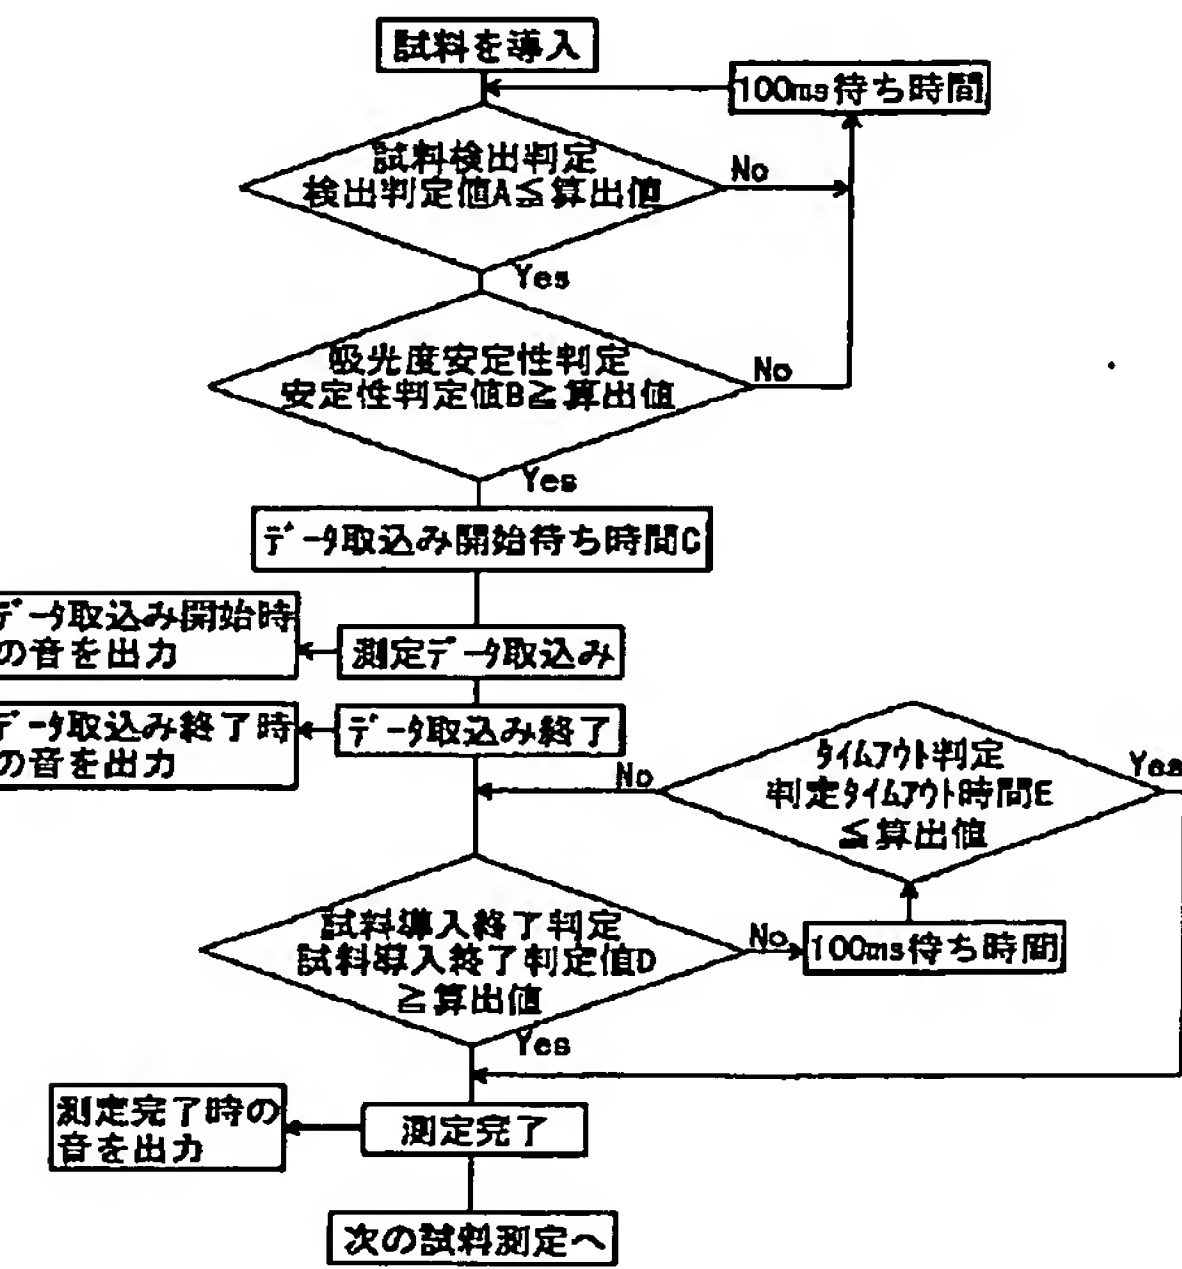 試料を導入
100ms待ち時間
試料検出判定
検出判定値A≦算出値
No
Yes
吸光度安定性判定
安定性判定値B≧算出値
No
Yes
ﾃﾞｰﾀ取込み開始待ち時間C
ﾃﾞｰﾀ取込み開始時
の音を出力
測定ﾃﾞｰﾀ取込み
ﾃﾞｰﾀ取込み終了時
の音を出力
ﾃﾞｰﾀ取込み終了
No
ﾀｲﾑｱｳﾄ判定
判定ﾀｲﾑｱｳﾄ時間E
≦算出値
Yes
試料導入終了判定
試料導入終了判定値D
≧算出値
No
100ms待ち時間
Yes
測定完了時の
音を出力
測定完了
次の試料測定へ